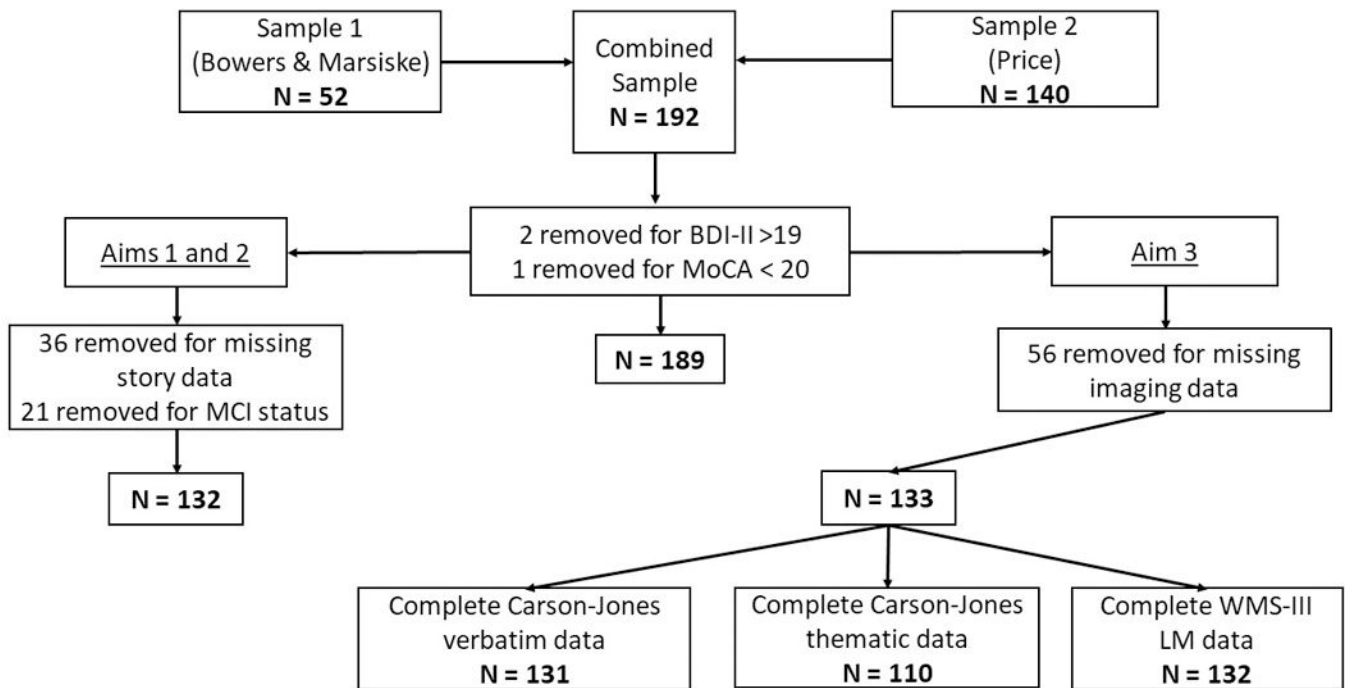 Sample 1
(Bowers & Marsiske)
N = 52
Combined
Sample
N = 192
Sample 2
(Price)
N = 140
2 removed for BDI-II >19
1 removed for MoCA < 20
Aims 1 and 2
Aim 3
N = 189
36 removed for missing
story data
21 removed for MCI status
56 removed for missing
imaging data
N = 132
N = 133
Complete Carson-Jones
verbatim data
N = 131
Complete Carson-Jones
thematic data
N = 110
Complete WMS-III
LM data
N = 132